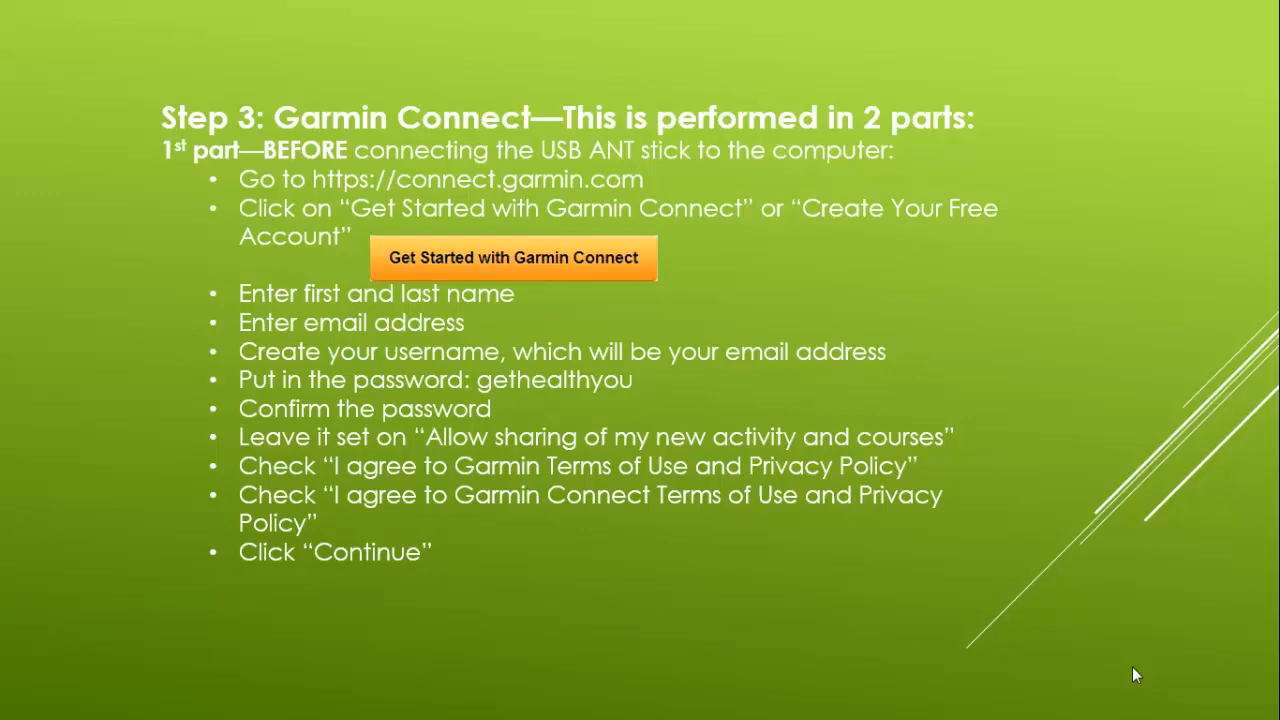 Step 3: Garmin Connect—This is performed in 2 parts:
1st part—BEFORE connecting the USB ANT stick to the computer:
• Go to https://connect.garmin.com
• Click on “Get Started with Garmin Connect” or “Create Your Free
Account”
Get Started with Garmin Connect
• Enter first and last name
• Enter email address
• Create your username, which will be your email address
• Put in the password: gethealthyou
• Confirm the password
• Leave it set on “Allow sharing of my new activity and courses”
• Check “I agree to Garmin Terms of Use and Privacy Policy”
• Check “I agree to Garmin Connect Terms of Use and Privacy
Policy”
• Click “Continue”